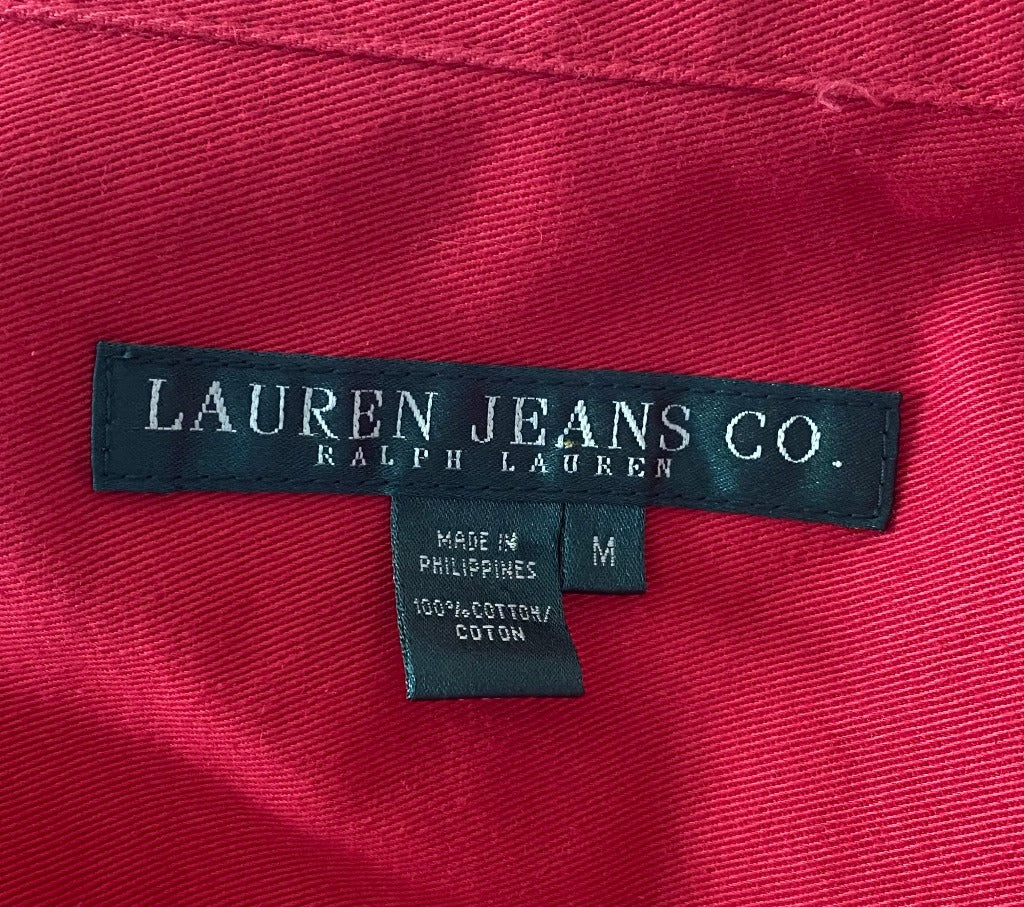 LAUREN JEANS CO.
RALPH LAUREN
MADE IN
PHILIPPINES
100% COTTON/
COTON
M